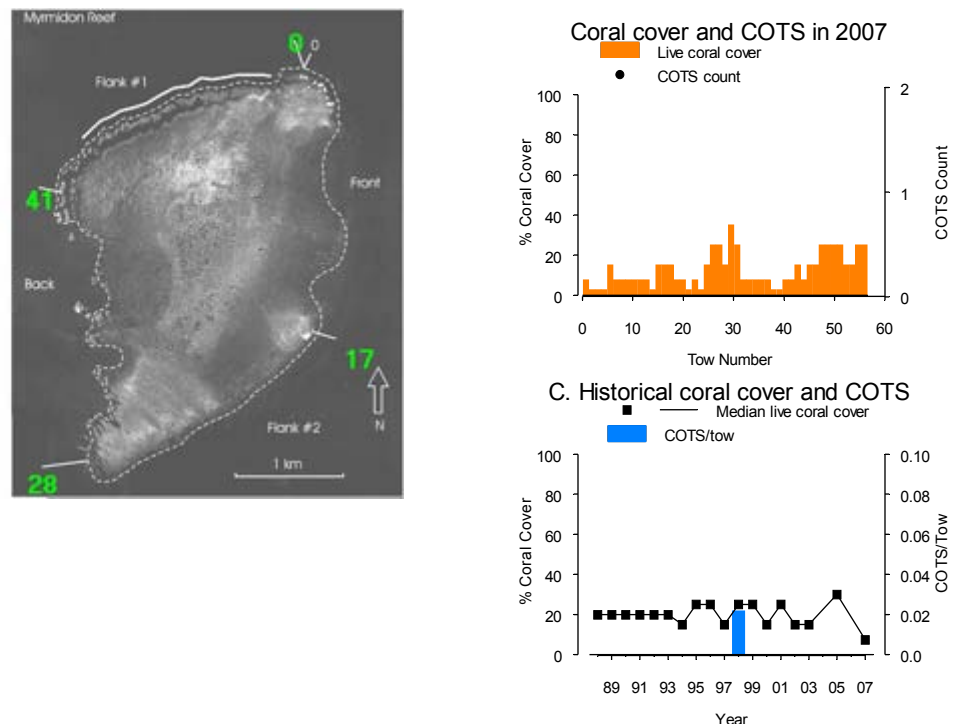 Myrmidon Reef
0 0
Flank #1
Front
41
Back
17
N
Flank #2
1 km
28
Coral cover and COTS in 2007
Live coral cover
COTS count
100
80
60
40
20
0
% Coral Cover
2
1
0
COTS Count
0 10 20 30 40 50 60
Tow Number
C. Historical coral cover and COTS
Median live coral cover
COTS/tow
100
80
60
40
20
0
% Coral Cover
0.10
0.08
0.06
0.04
0.02
0.0
COTS/Tow
89 91 93 95 97 99 01 03 05 07
Year